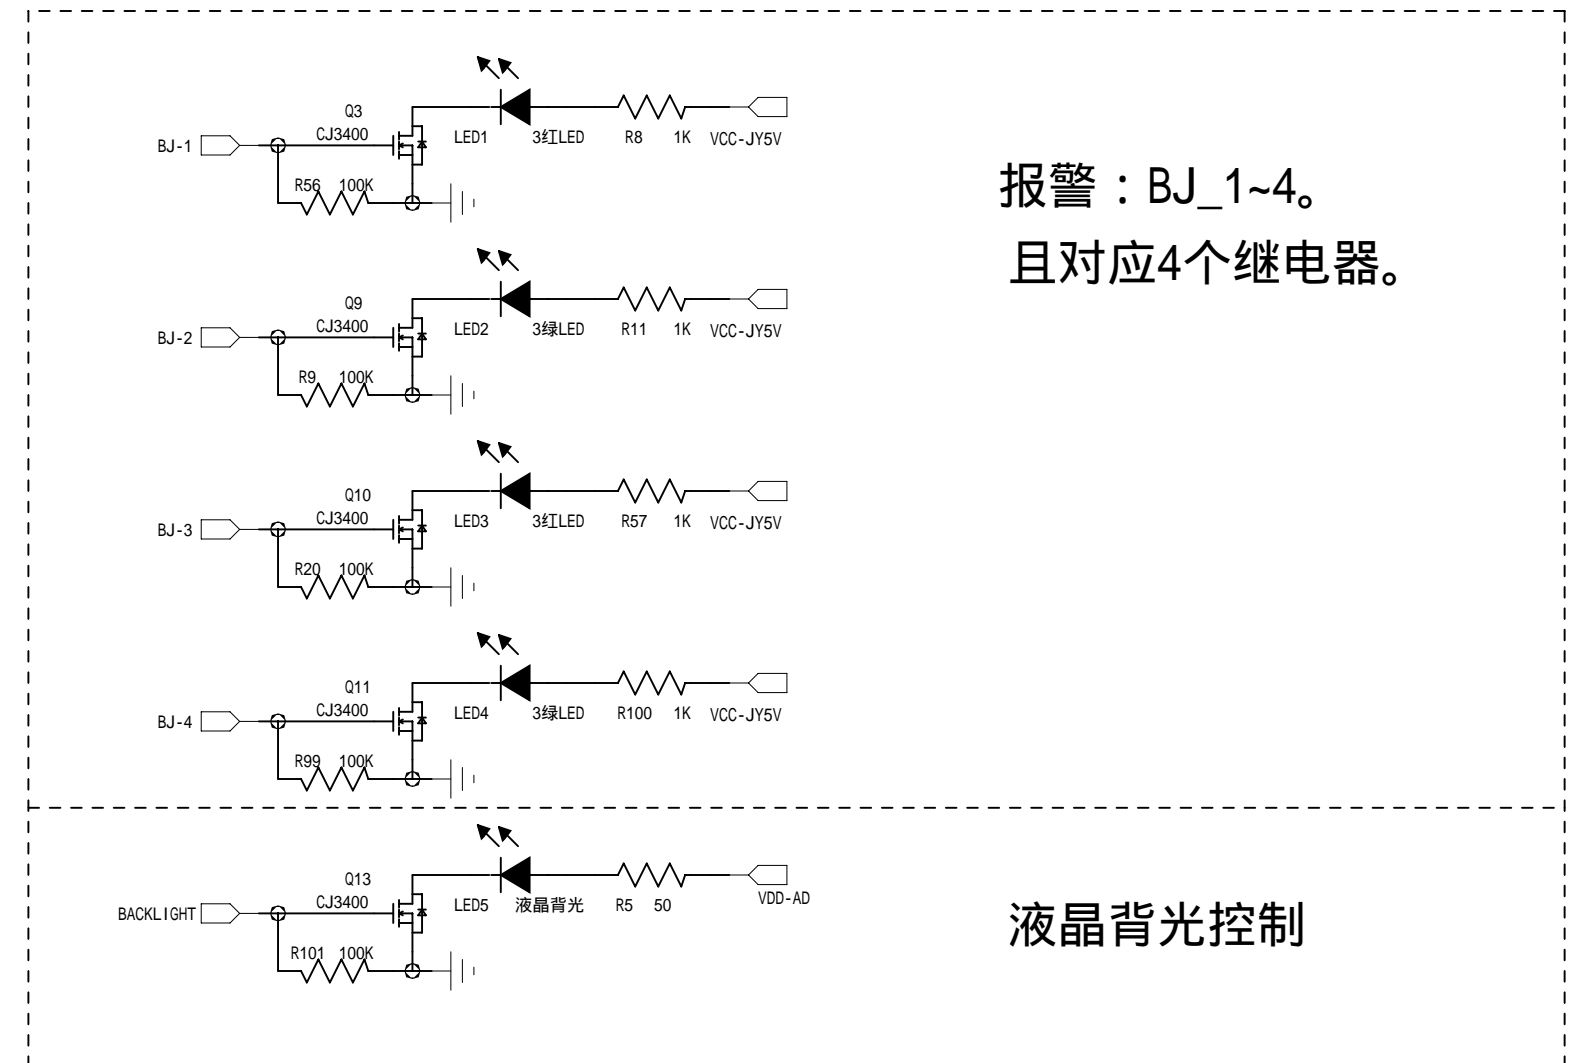 Q3
CJ3400
BJ-1
LED1
3红LED
R8 1K
VCC-JY5V
R56 100K
报警：BJ_1~4。
且对应4个继电器。
Q9
CJ3400
BJ-2
LED2
3绿LED
R11 1K
VCC-JY5V
R9 100K
Q10
CJ3400
BJ-3
LED3
3红LED
R57 1K
VCC-JY5V
R20 100K
Q11
CJ3400
BJ-4
LED4
3绿LED
R100 1K
VCC-JY5V
R99 100K
Q13
CJ3400
BACKLIGHT
LED5
液晶背光
R5 50
VDD-AD
R101 100K
液晶背光控制